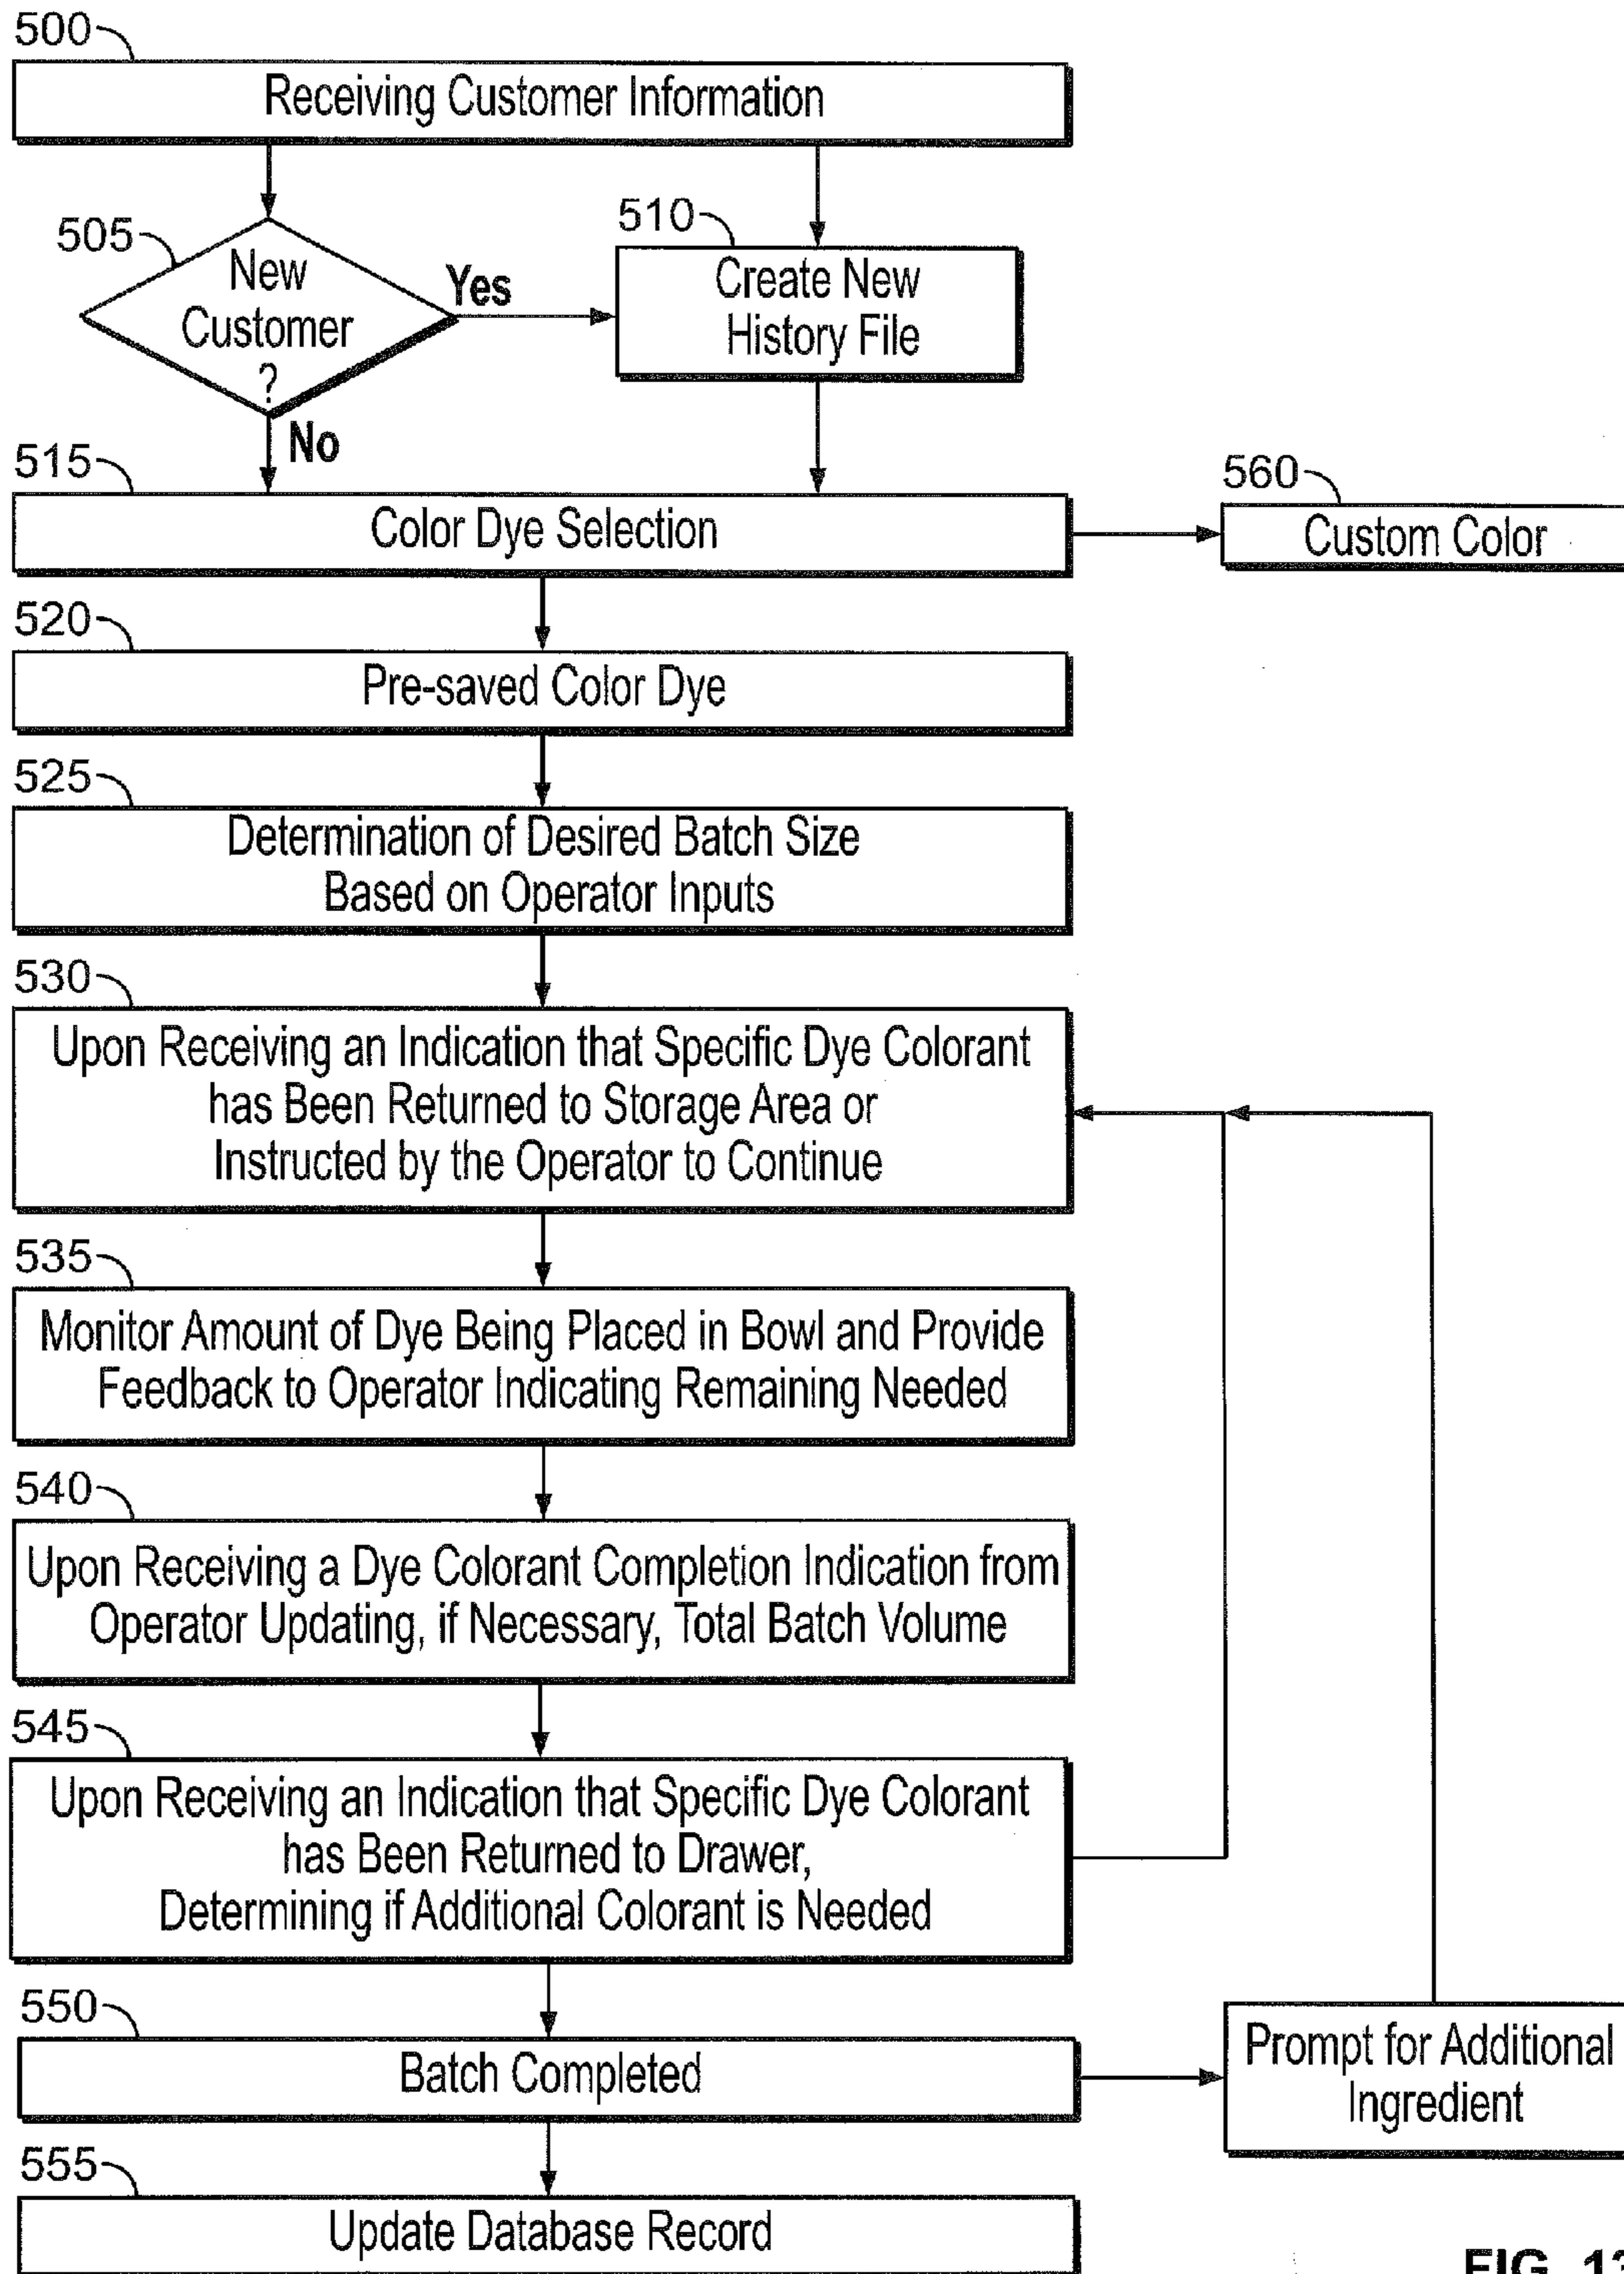 500
Receiving Customer Information
505
New
Customer
?
Yes
No
510
Create New
History File
515
Color Dye Selection
560
Custom Color
520
Pre-saved Color Dye
525
Determination of Desired Batch Size
Based on Operator Inputs
530
Upon Receiving an Indication that Specific Dye Colorant
has Been Returned to Storage Area or
Instructed by the Operator to Continue
535
Monitor Amount of Dye Being Placed in Bowl and Provide
Feedback to Operator Indicating Remaining Needed
540
Upon Receiving a Dye Colorant Completion Indication from
Operator Updating, if Necessary, Total Batch Volume
545
Upon Receiving an Indication that Specific Dye Colorant
has Been Returned to Drawer,
Determining if Additional Colorant is Needed
550
Batch Completed
Prompt for Additional
Ingredient
555
Update Database Record
FIG. 13